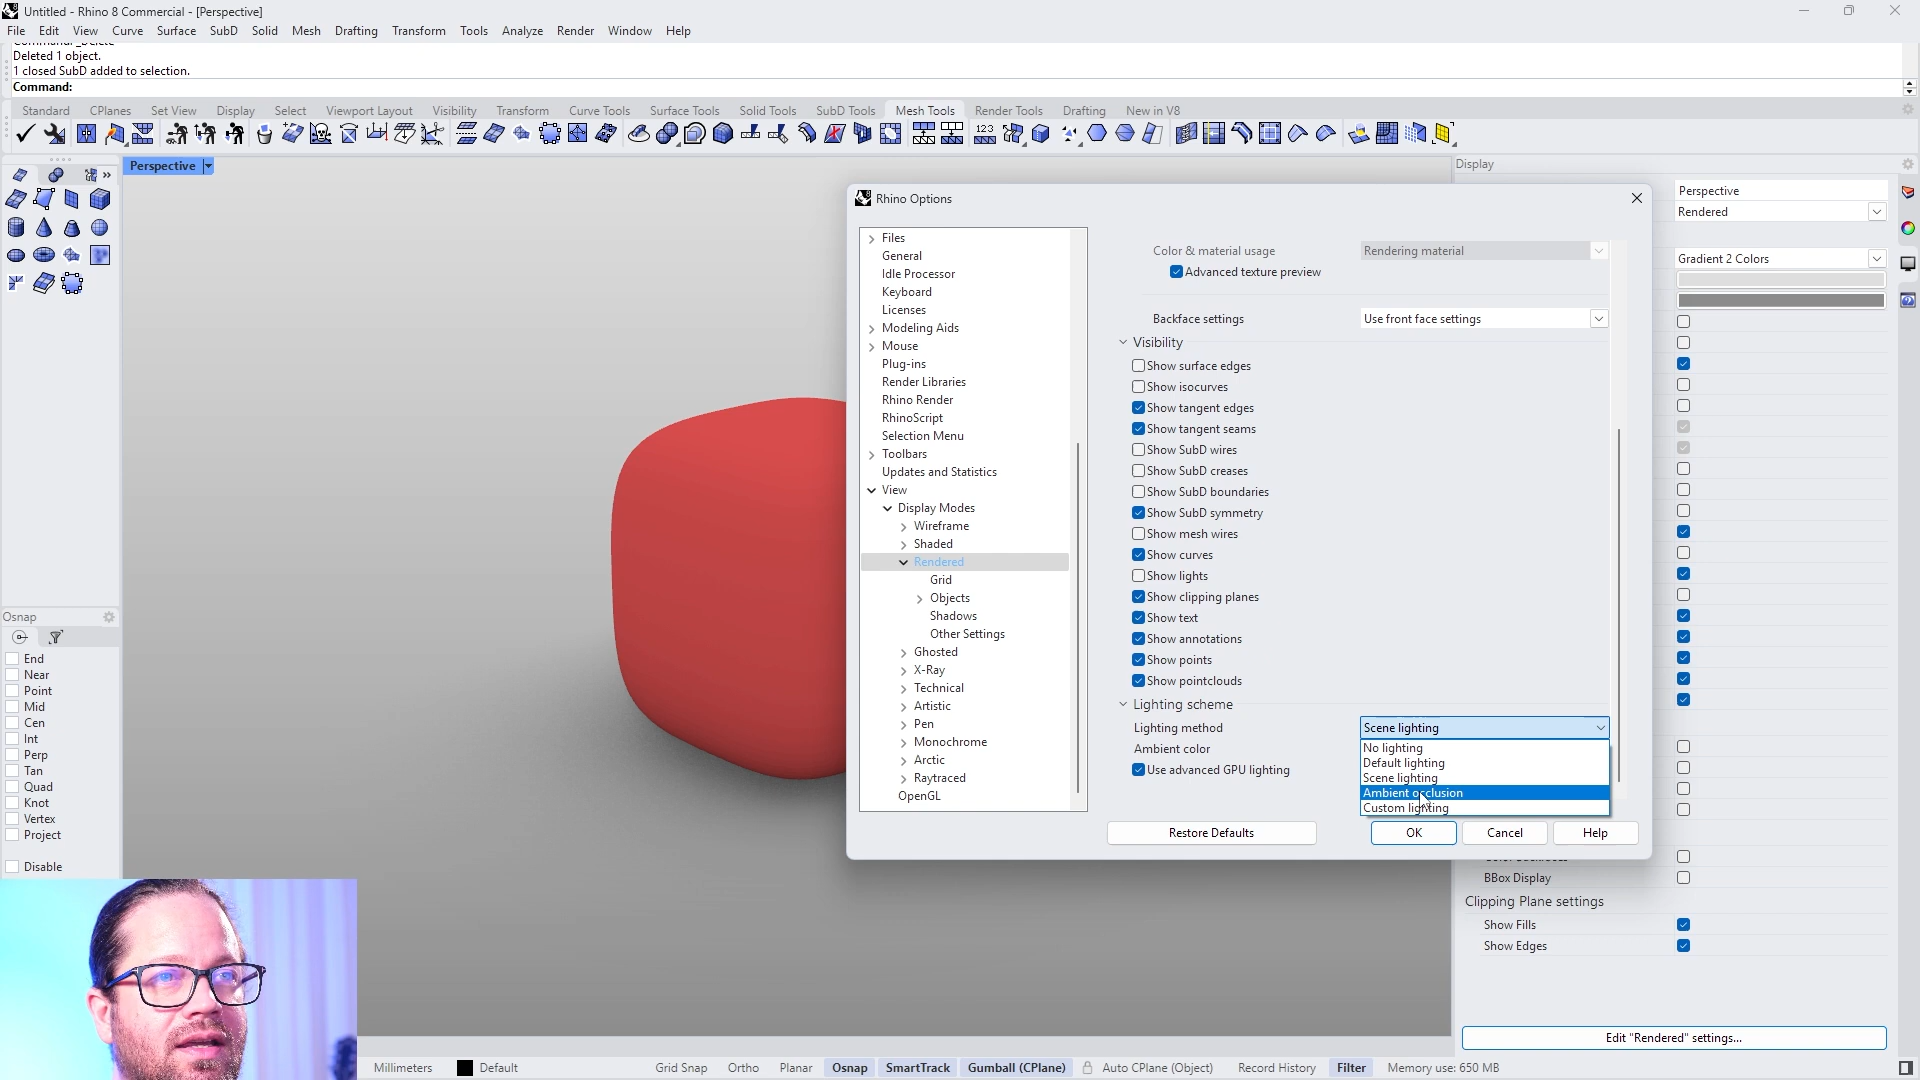 Untitled - Rhino 8 Commercial - [Perspective]
File Edit View Curve Surface SubD Solid Mesh Drafting Transform Tools Analyze Render Window Help
Deleted 1 object.
1 closed SubD added to selection.
Command:
Standard CPlanes Set View Display Select Viewport Layout Visibility Transform Curve Tools Surface Tools Solid Tools SubD Tools Mesh Tools Render Tools Drafting New in V8
Perspective
Display
Perspective
Rendered
Gradient 2 Colors
Rhino Options
Files
General
Idle Processor
Keyboard
Licenses
Modeling Aids
Mouse
Plug-ins
Render Libraries
Rhino Render
RhinoScript
Selection Menu
Toolbars
Updates and Statistics
View
Display Modes
Wireframe
Shaded
Rendered
Grid
Objects
Shadows
Other Settings
Ghosted
X-Ray
Technical
Artistic
Pen
Monochrome
Arctic
Raytraced
OpenGL
Color & material usage Rendering material
Advanced texture preview
Backface settings Use front face settings
Visibility
Show surface edges
Show isocurves
Show tangent edges
Show tangent seams
Show SubD wires
Show SubD creases
Show SubD boundaries
Show SubD symmetry
Show mesh wires
Show curves
Show lights
Show clipping planes
Show text
Show annotations
Show points
Show pointclouds
Lighting scheme
Lighting method Scene lighting
Ambient color
Use advanced GPU lighting
No lighting
Default lighting
Scene lighting
Ambient occlusion
Custom lighting
Restore Defaults OK Cancel Help
BBox Display
Clipping Plane settings
Show Fills
Show Edges
Edit "Rendered" settings...
Osnap
End
Near
Point
Mid
Cen
Int
Perp
Tan
Quad
Knot
Vertex
Project
Disable
Millimeters Default Grid Snap Ortho Planar Osnap SmartTrack Gumball (CPlane) Auto CPlane (Object) Record History Filter Memory use: 650 MB